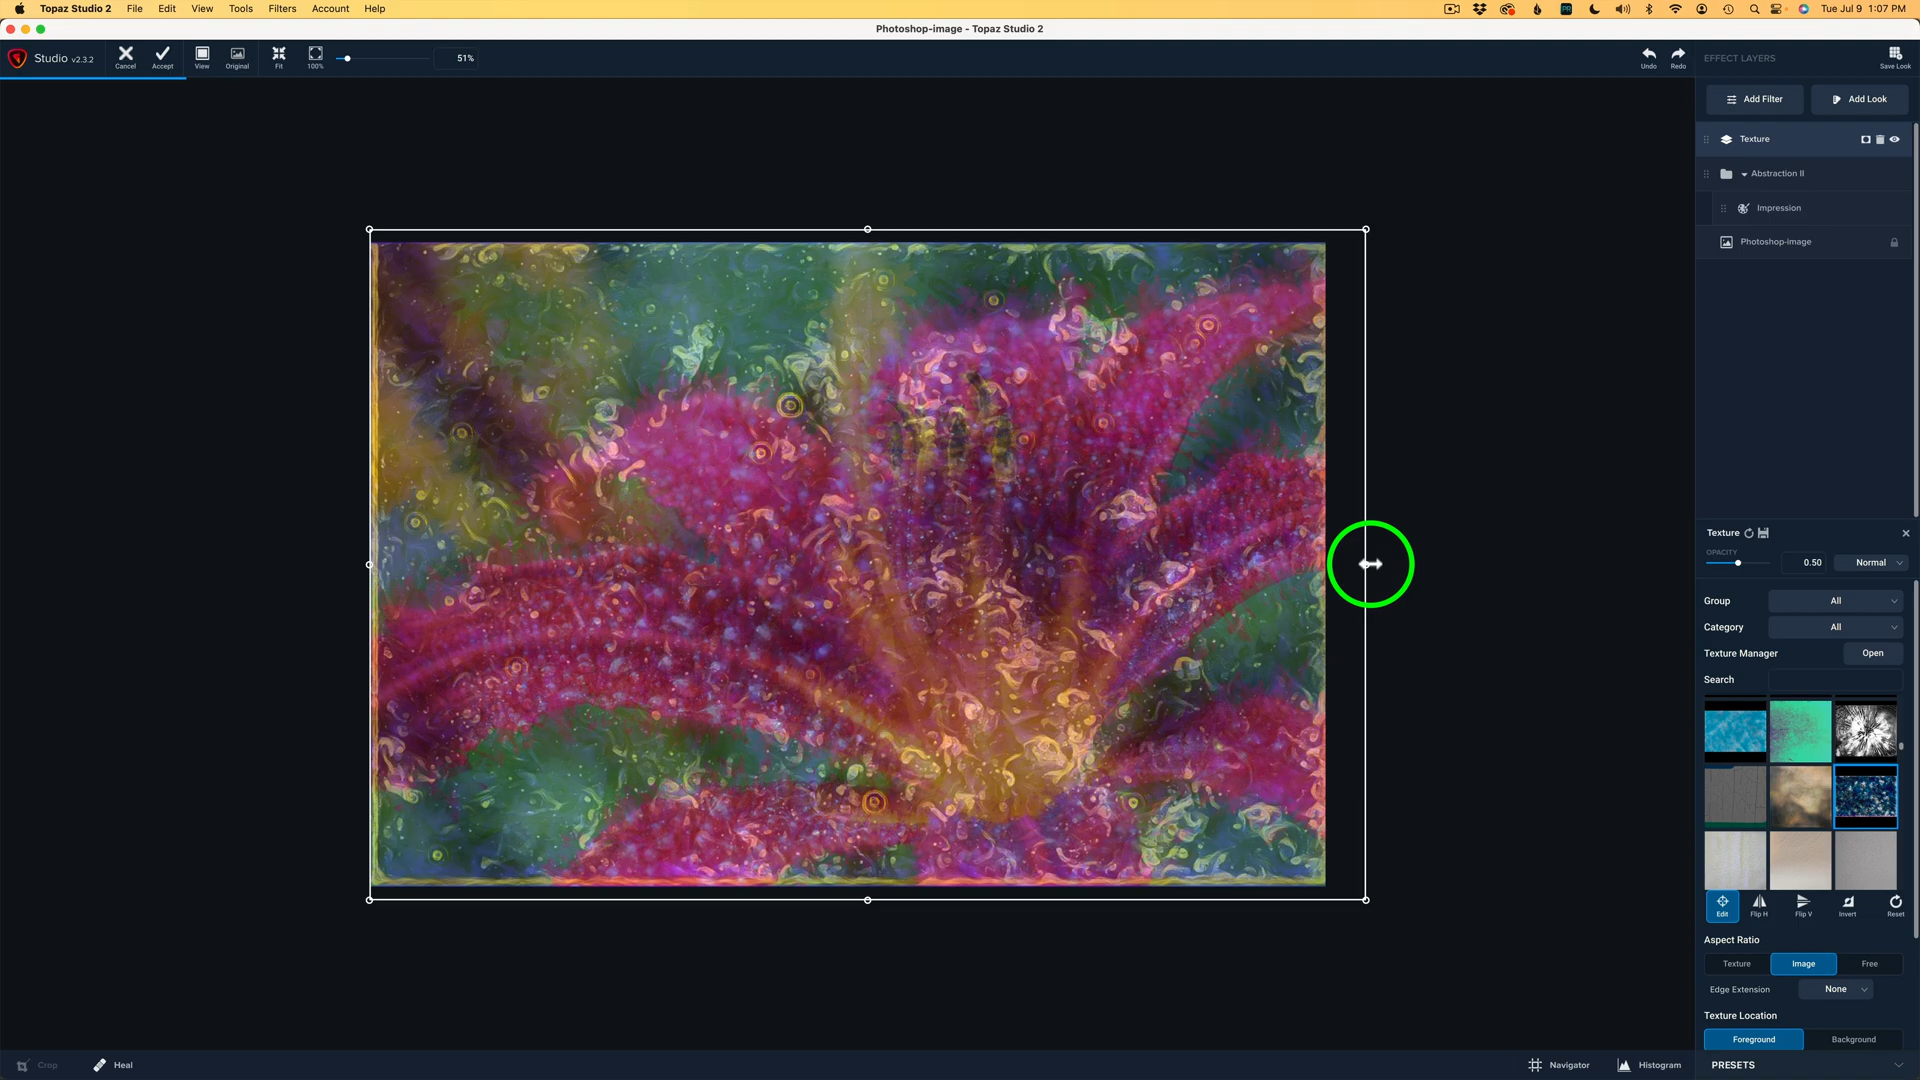 Topaz Studio 2 File Edit View Tools Filters Account Help Tue Jul 9 1:07 PM
Photoshop-image - Topaz Studio 2
Studio v2.3.2 Cancel Accept View Original Fit 100% 51% Undo Redo EFFECT LAYERS Save Look
Add Filter Add Look
Texture
Abstraction II
Impression
Photoshop-image
Texture
OPACITY
0.50 Normal
Group All
Category All
Texture Manager Open
Search
Edit Flip H Flip V Invert Reset
Aspect Ratio
Texture Image Free
Edge Extension None
Texture Location
Foreground Background
Crop Heal Navigator Histogram PRESETS